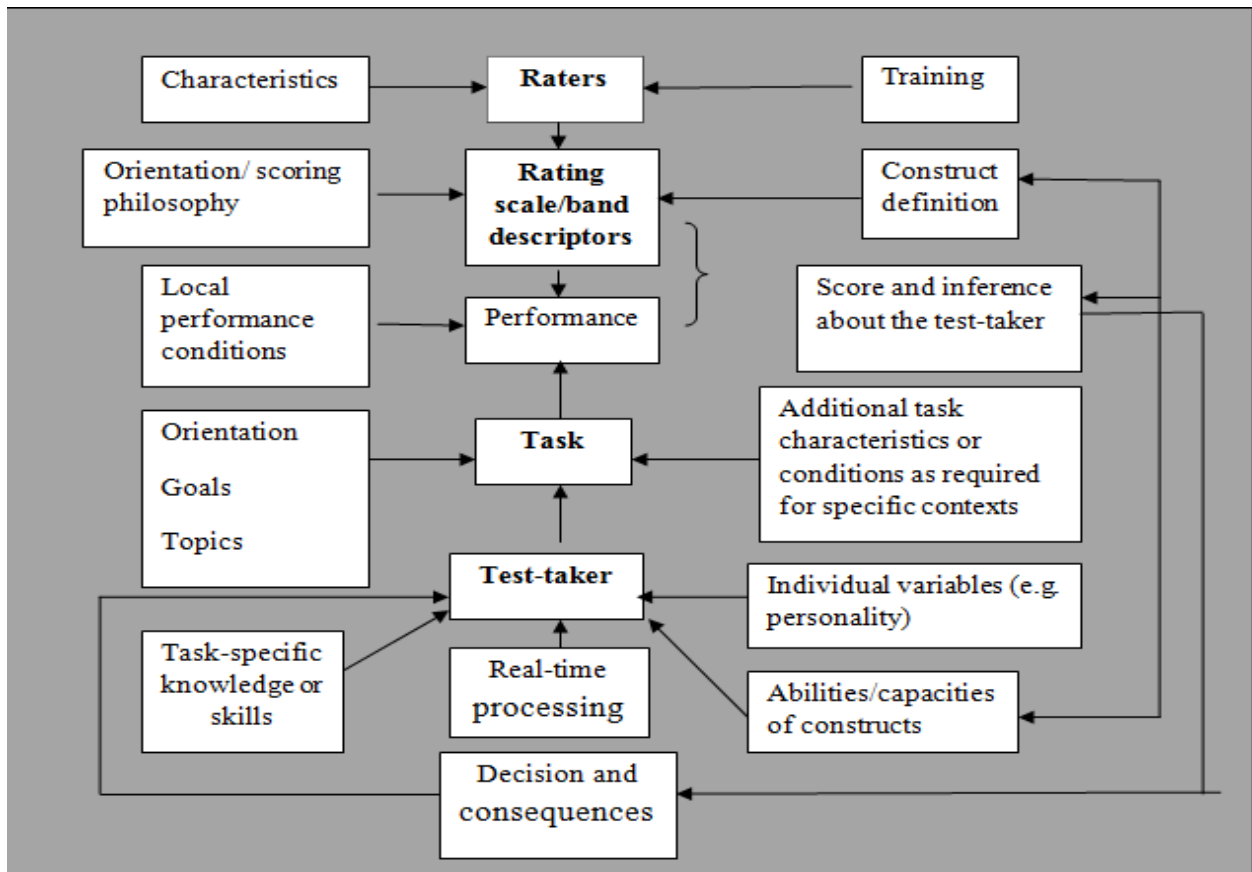 Characteristics
Raters
Training
Orientation/ scoring
philosophy
Rating
scale/band
descriptors
Construct
definition
Local
performance
conditions
Performance
Score and inference
about the test-taker
Orientation
Goals
Topics
Task
Additional task
characteristics or
conditions as required
for specific contexts
Test-taker
Individual variables (e.g.
personality)
Task-specific
knowledge or
skills
Real-time
processing
Abilities/capacities
of constructs
Decision and
consequences